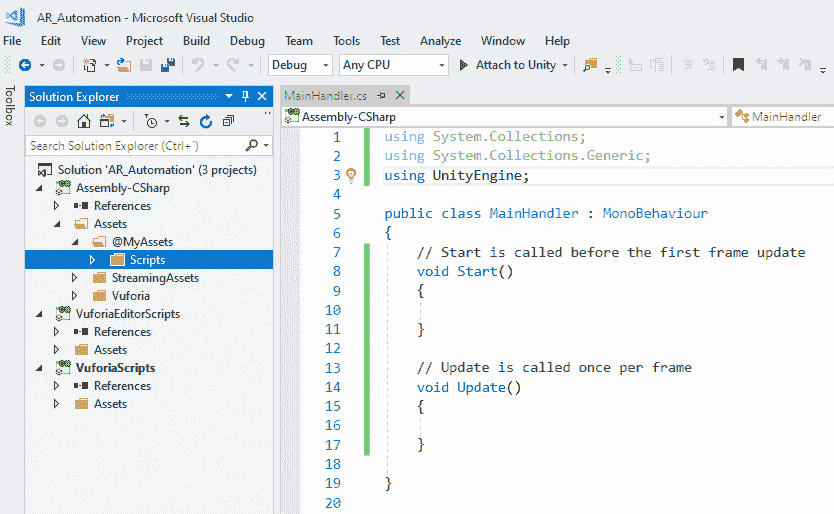 AR_Automation - Microsoft Visual Studio
File Edit View Project Build Debug Team Tools Test Analyze Window Help
Debug Any CPU Attach to Unity
Toolbox
Solution Explorer
Search Solution Explorer (Ctrl+`)
Solution 'AR_Automation' (3 projects)
Assembly-CSharp
References
Assets
@MyAssets
Scripts
StreamingAssets
Vuforia
VuforiaEditorScripts
References
Assets
VuforiaScripts
References
Assets
MainHandler.cs
Assembly-CSharp MainHandler
1 using System.Collections;
2 using System.Collections.Generic;
3 using UnityEngine;
4
5 public class MainHandler : MonoBehaviour
6 {
7 // Start is called before the first frame update
8 void Start()
9 {
10
11 }
12
13 // Update is called once per frame
14 void Update()
15 {
16
17 }
18
19 }
20